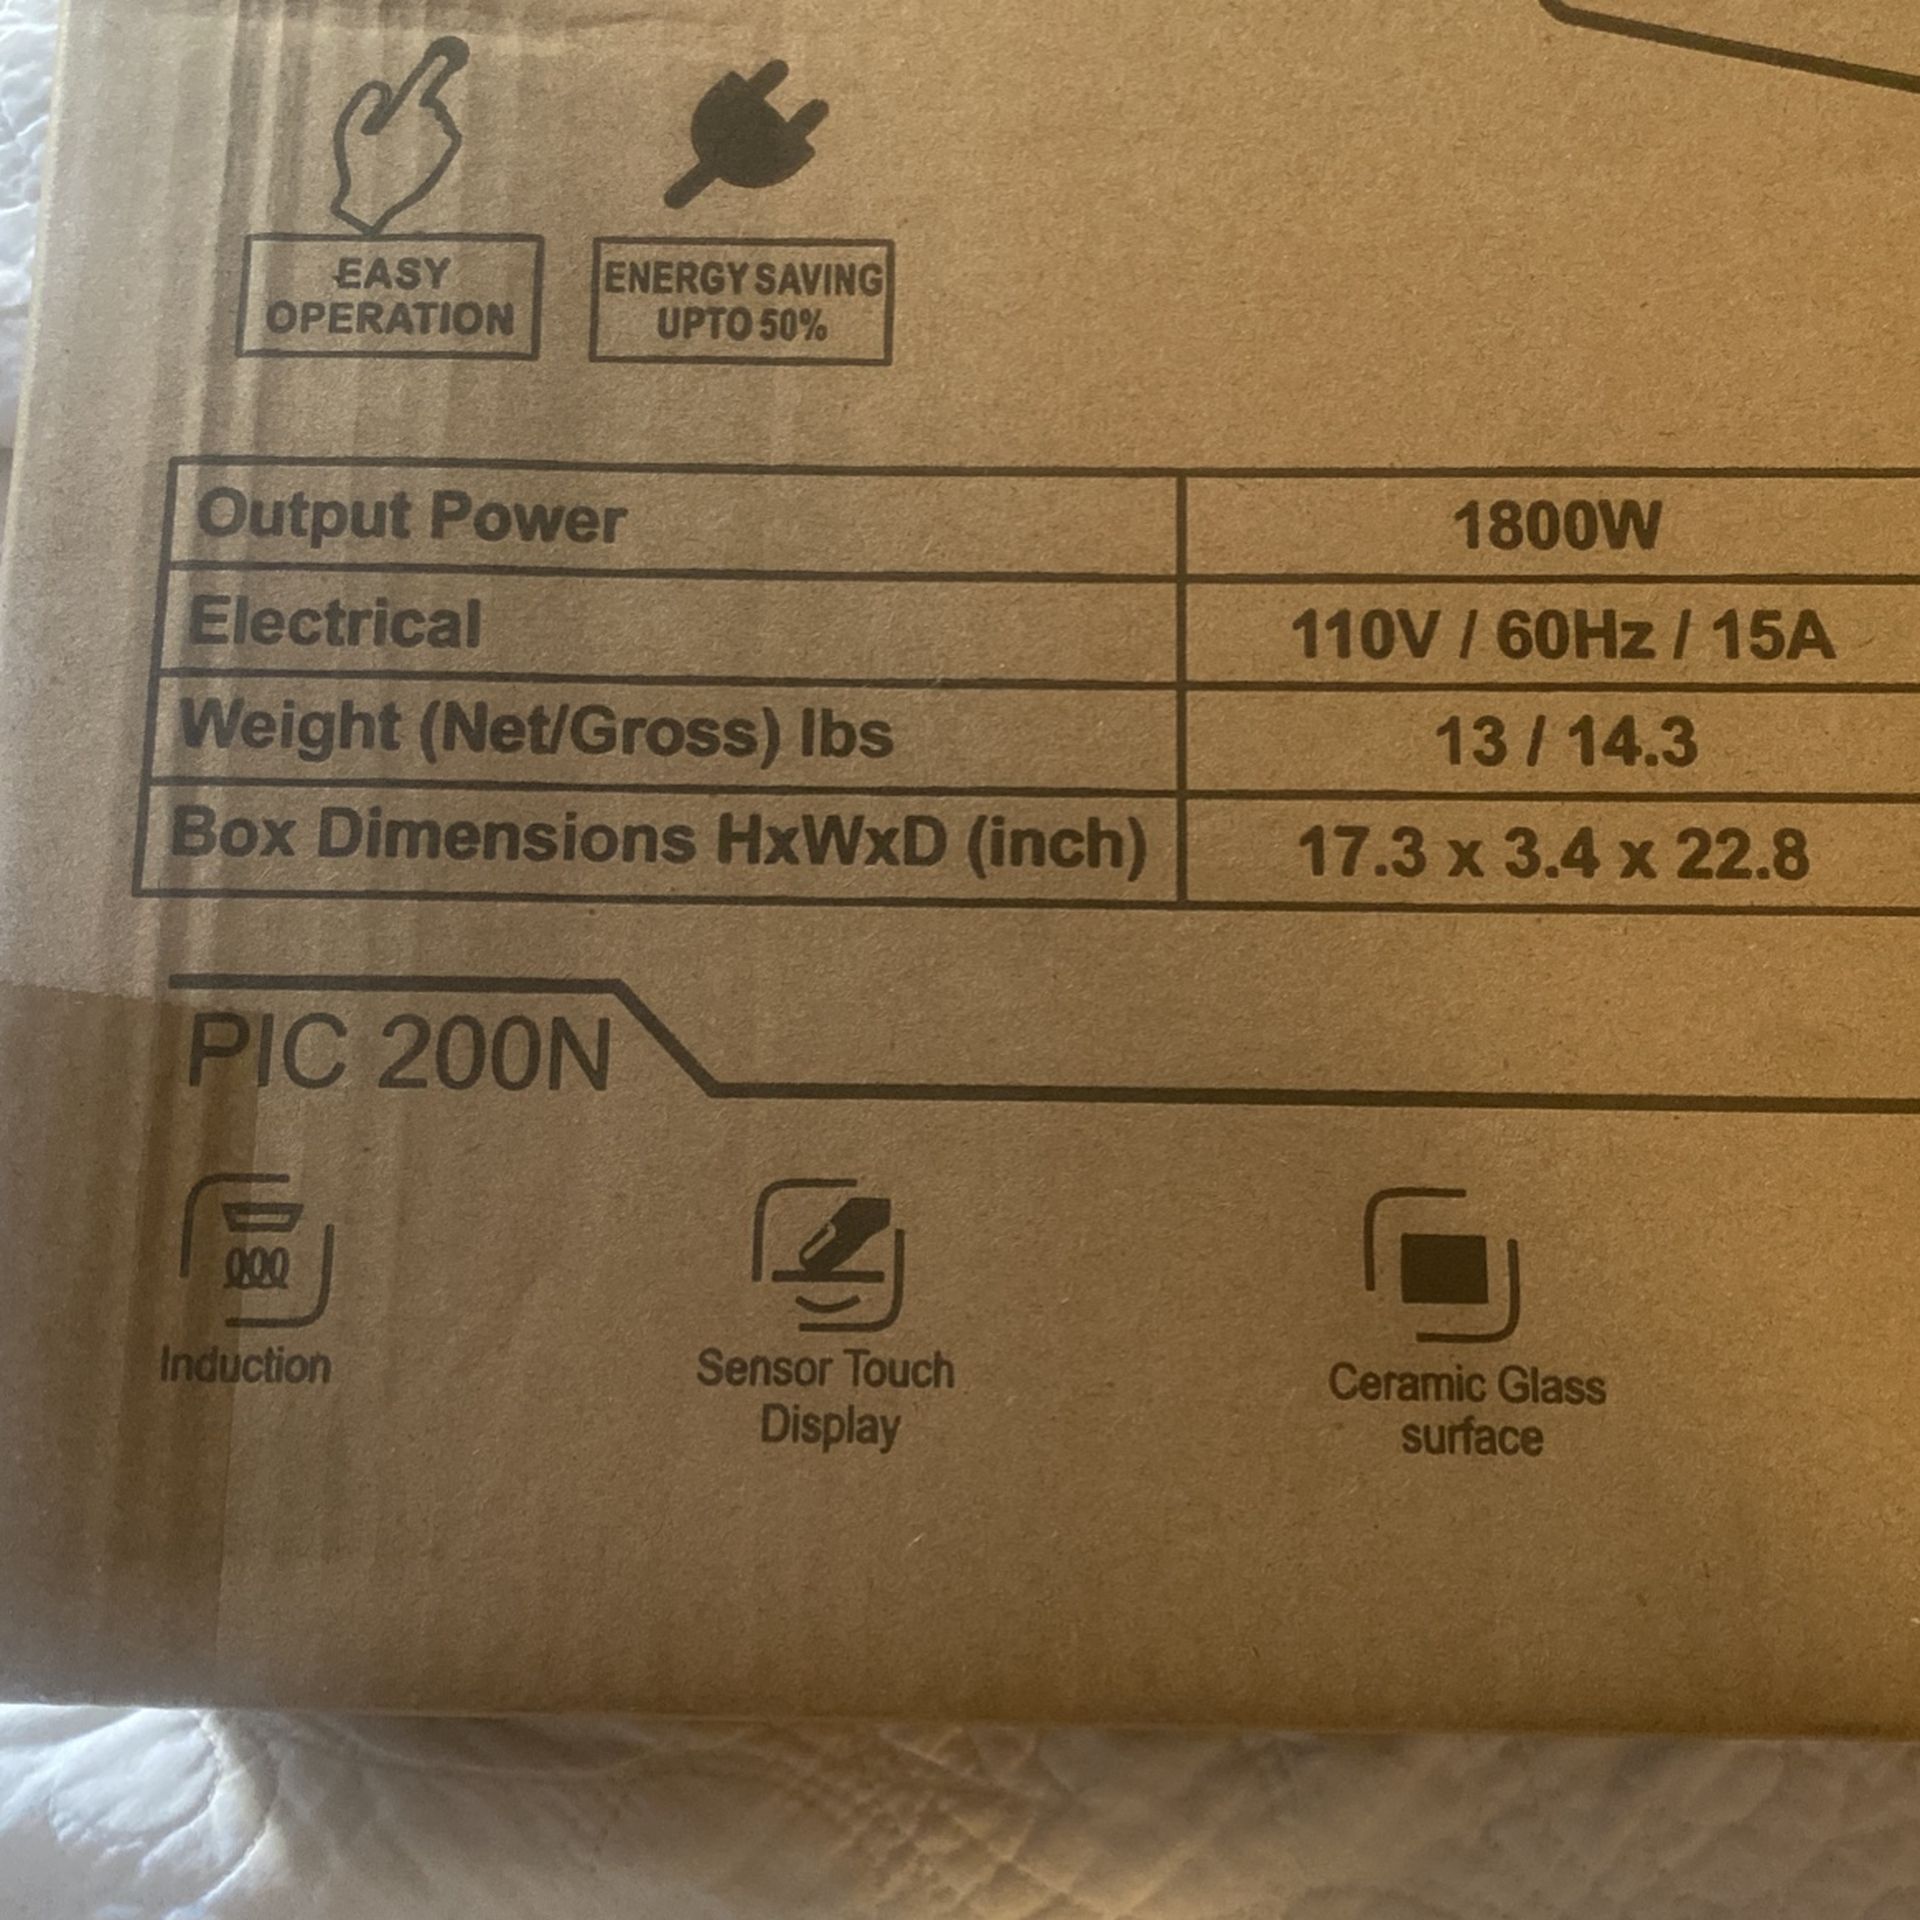 EASY
OPERATION
ENERGY SAVING
UPTO 50%
Output Power 1800W
Electrical 110V / 60Hz / 15A
Weight (Net/Gross) lbs 13 / 14.3
Box Dimensions HxWxD (inch) 17.3 x 3.4 x 22.8
PIC 200N
Induction
Sensor Touch
Display
Ceramic Glass
surface